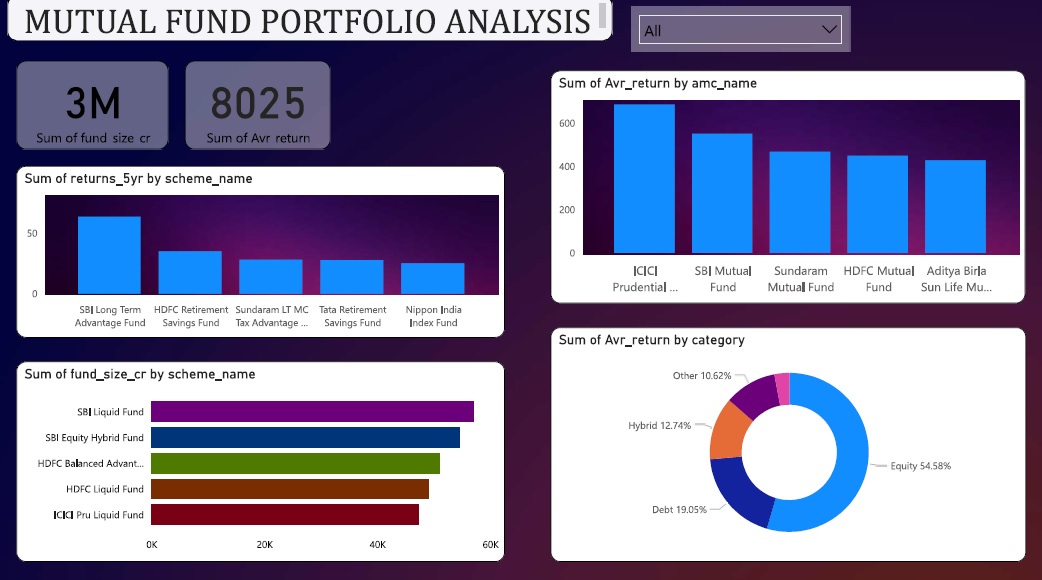 MUTUAL FUND PORTFOLIO ANALYSIS
All
3M
Sum of fund_size_cr
8025
Sum of Avr_return
Sum of returns_5yr by scheme_name
50
0
SBI Long Term
Advantage Fund
HDFC Retirement
Savings Fund
Sundaram LT MC
Tax Advantage ...
Tata Retirement
Savings Fund
Nippon India
Index Fund
Sum of fund_size_cr by scheme_name
SBI Liquid Fund
SBI Equity Hybrid Fund
HDFC Balanced Advant...
HDFC Liquid Fund
ICICI Pru Liquid Fund
0K
20K
40K
60K
Sum of Avr_return by amc_name
600
400
200
0
ICICI
Prudential ...
SBI Mutual
Fund
Sundaram
Mutual Fund
HDFC Mutual
Fund
Aditya Birla
Sun Life Mu...
Sum of Avr_return by category
Other 10.62%
Hybrid 12.74%
Debt 19.05%
Equity 54.58%